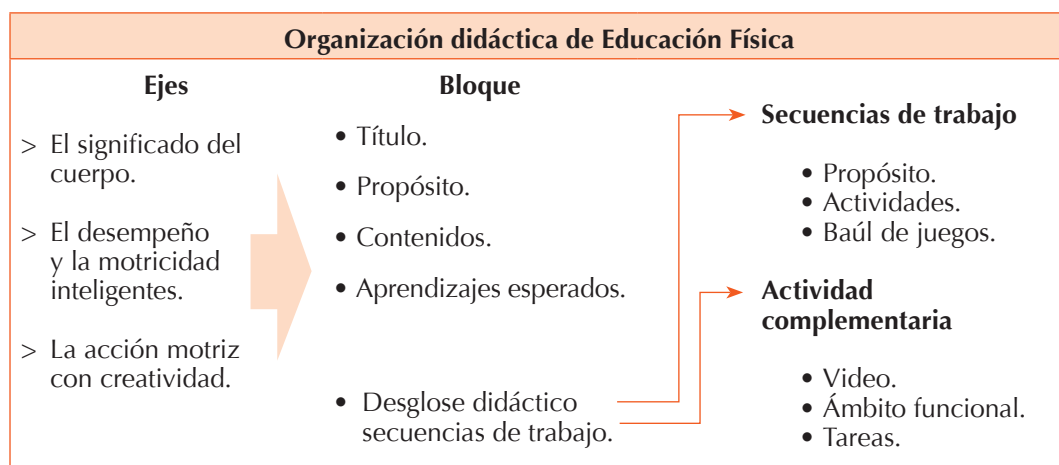 Organización didáctica de Educación Física
Ejes
> El significado del
cuerpo.
> El desempeño
y la motricidad
inteligentes.
> La acción motriz
con creatividad.
Bloque
• Título.
• Propósito.
• Contenidos.
• Aprendizajes esperados.
• Desglose didáctico
secuencias de trabajo.
Secuencias de trabajo
• Propósito.
• Actividades.
• Baúl de juegos.
Actividad
complementaria
• Video.
• Ámbito funcional.
• Tareas.